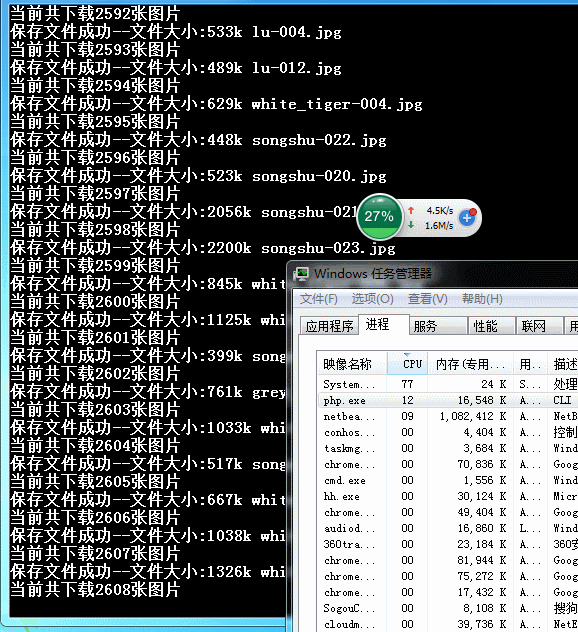 当前共下载2592张图片
保存文件成功--文件大小:533k lu-004.jpg
当前共下载2593张图片
保存文件成功--文件大小:489k lu-012.jpg
当前共下载2594张图片
保存文件成功--文件大小:629k white_tiger-004.jpg
当前共下载2595张图片
保存文件成功--文件大小:448k songshu-022.jpg
当前共下载2596张图片
保存文件成功--文件大小:523k songshu-020.jpg
当前共下载2597张图片
保存文件成功--文件大小:2056k songshu-021
当前共下载2598张图片
保存文件成功--文件大小:2200k songshu-023.jpg
当前共下载2599张图片
保存文件成功--文件大小:845k whit
当前共下载2600张图片
保存文件成功--文件大小:1125k whi
当前共下载2601张图片
保存文件成功--文件大小:399k song
当前共下载2602张图片
保存文件成功--文件大小:761k grey
当前共下载2603张图片
保存文件成功--文件大小:1033k whi
当前共下载2604张图片
保存文件成功--文件大小:517k song
当前共下载2605张图片
保存文件成功--文件大小:667k whit
当前共下载2606张图片
保存文件成功--文件大小:1038k whi
当前共下载2607张图片
保存文件成功--文件大小:1326k whi
当前共下载2608张图片
27%
4.5K/s
1.6M/s
Windows 任务管理器
文件(F) 选项(O) 查看(V) 帮助(H)
应用程序 进程 服务 性能 联网
映像名称 CPU 内存(专用... 用.. 描述
System... 77 24 K S... 处理
php.exe 12 16,548 K A... CLI
netbea... 09 1,082,412 K A... NetB
conhos... 00 4,404 K A... 控制
taskmg... 00 3,684 K A... Wind
chrome... 00 70,836 K A... Goog
cmd.exe 00 1,556 K A... Wind
hh.exe 00 30,124 K A... Micr
chrome... 00 49,404 K A... Goog
audiod... 00 16,860 K L... Wind
360tra... 00 23,184 K A... 360安
chrome... 00 81,944 K A... Goog
chrome... 00 75,272 K A... Goog
chrome... 00 17,432 K A... Goog
SogouC... 00 8,108 K A... 搜狗
cloudm... 00 39,736 K A... NetE